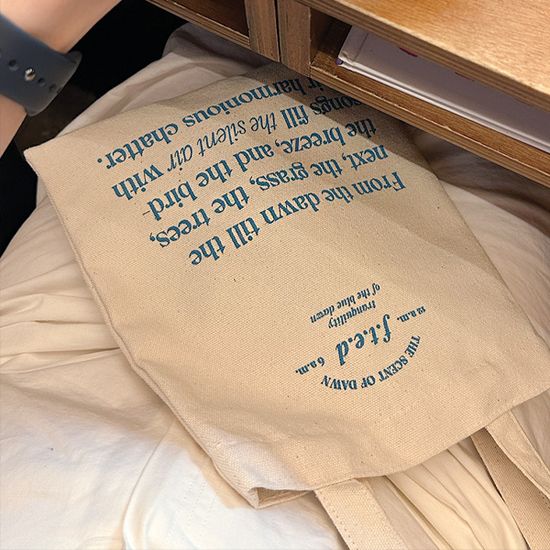 THE SCENT OF DAWN
12 a.m. f.t.e.d 6 a.m.
tranquility
of the blue dawn
From the dawn till the
next, the grass, the trees,
the breeze, and the bird-
songs fill the silent air with
harmonious chatter.